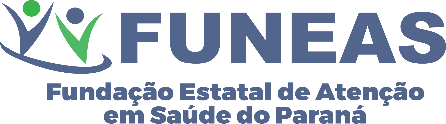 FUNEAS
Fundação Estatal de Atenção
em Saúde do Paraná